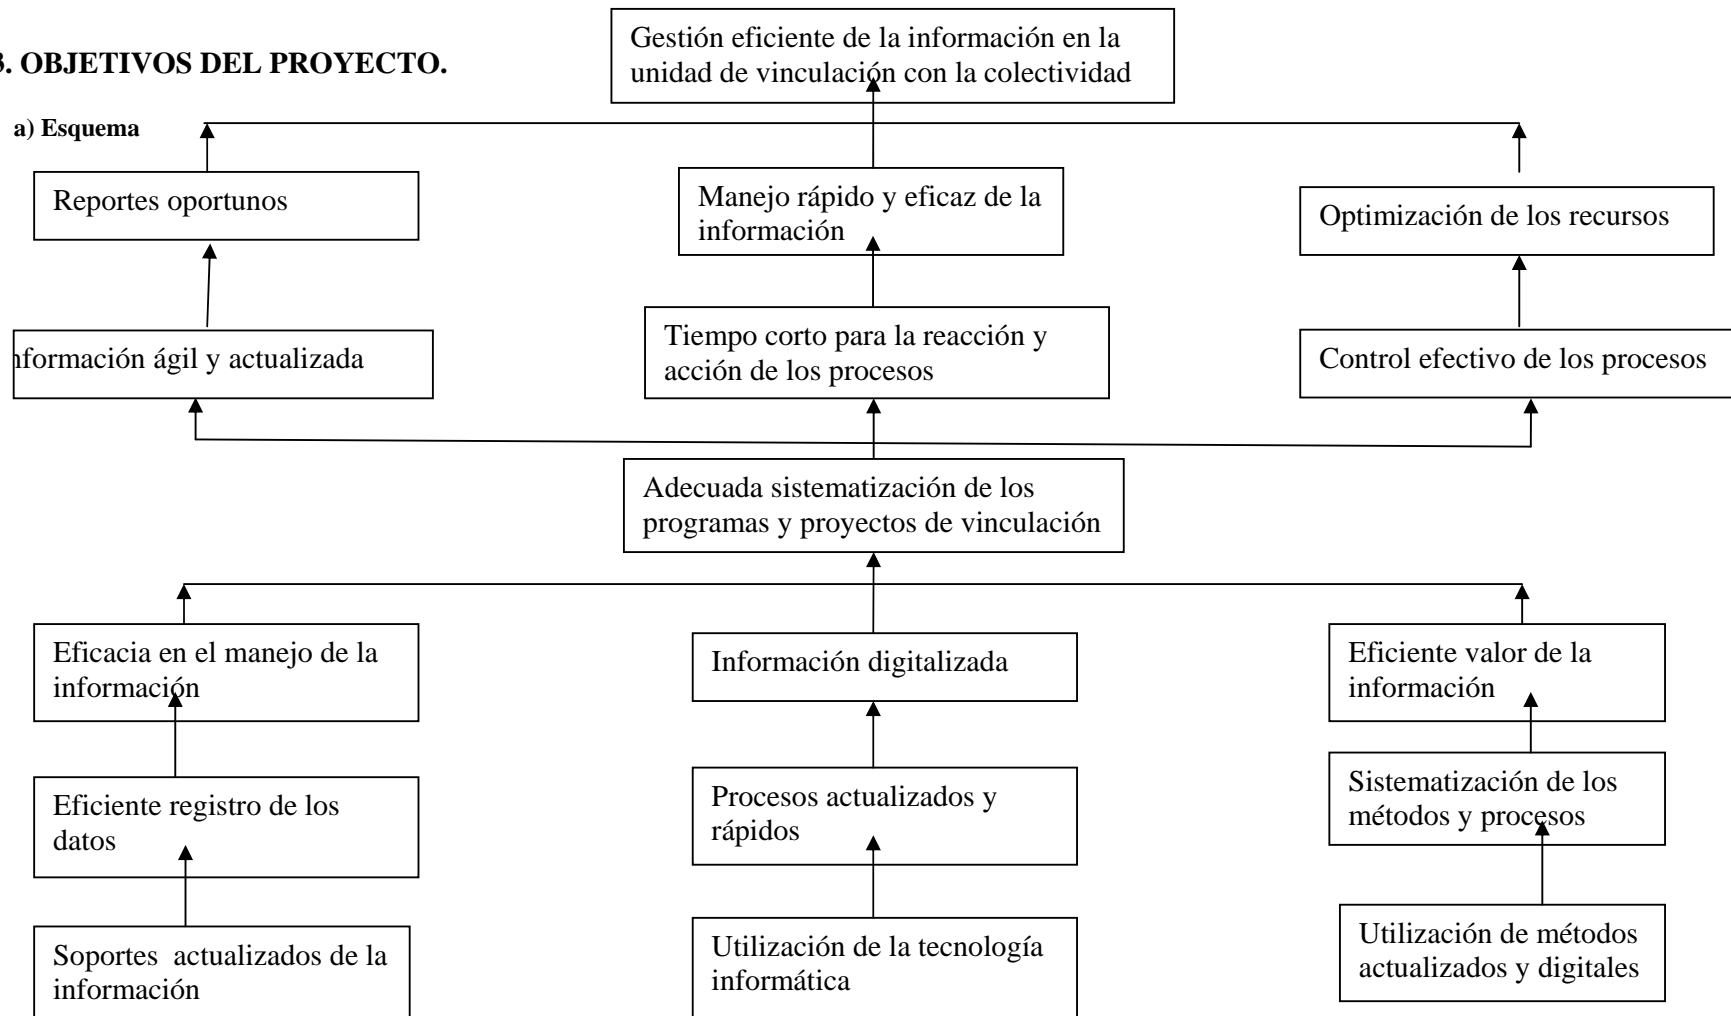 Gestión eficiente de la información en la
unidad de vinculación con la colectividad
3. OBJETIVOS DEL PROYECTO.
a) Esquema
Reportes oportunos
Manejo rápido y eficaz de la
información
Optimización de los recursos
nformación ágil y actualizada
Tiempo corto para la reacción y
acción de los procesos
Control efectivo de los procesos
Adecuada sistematización de los
programas y proyectos de vinculación
Eficacia en el manejo de la
información
Información digitalizada
Eficiente valor de la
información
Eficiente registro de los
datos
Procesos actualizados y
rápidos
Sistematización de los
métodos y procesos
Soportes actualizados de la
información
Utilización de la tecnología
informática
Utilización de métodos
actualizados y digitales